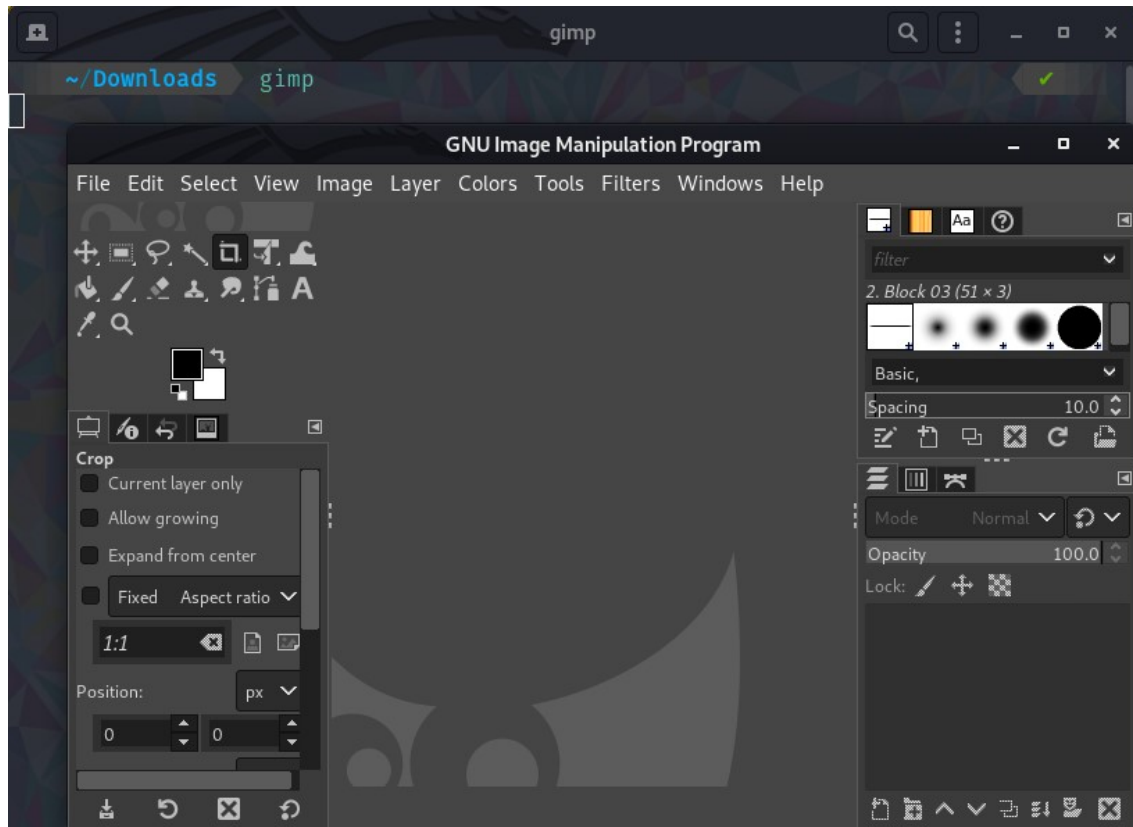 gimp
~/Downloads gimp
GNU Image Manipulation Program
File Edit Select View Image Layer Colors Tools Filters Windows Help
Aa
filter
2. Block 03 (51 × 3)
Basic,
Spacing 10.0
Crop
Current layer only
Allow growing
Expand from center
Fixed Aspect ratio
1:1
Position: px
0 0
Mode Normal
Opacity 100.0
Lock: